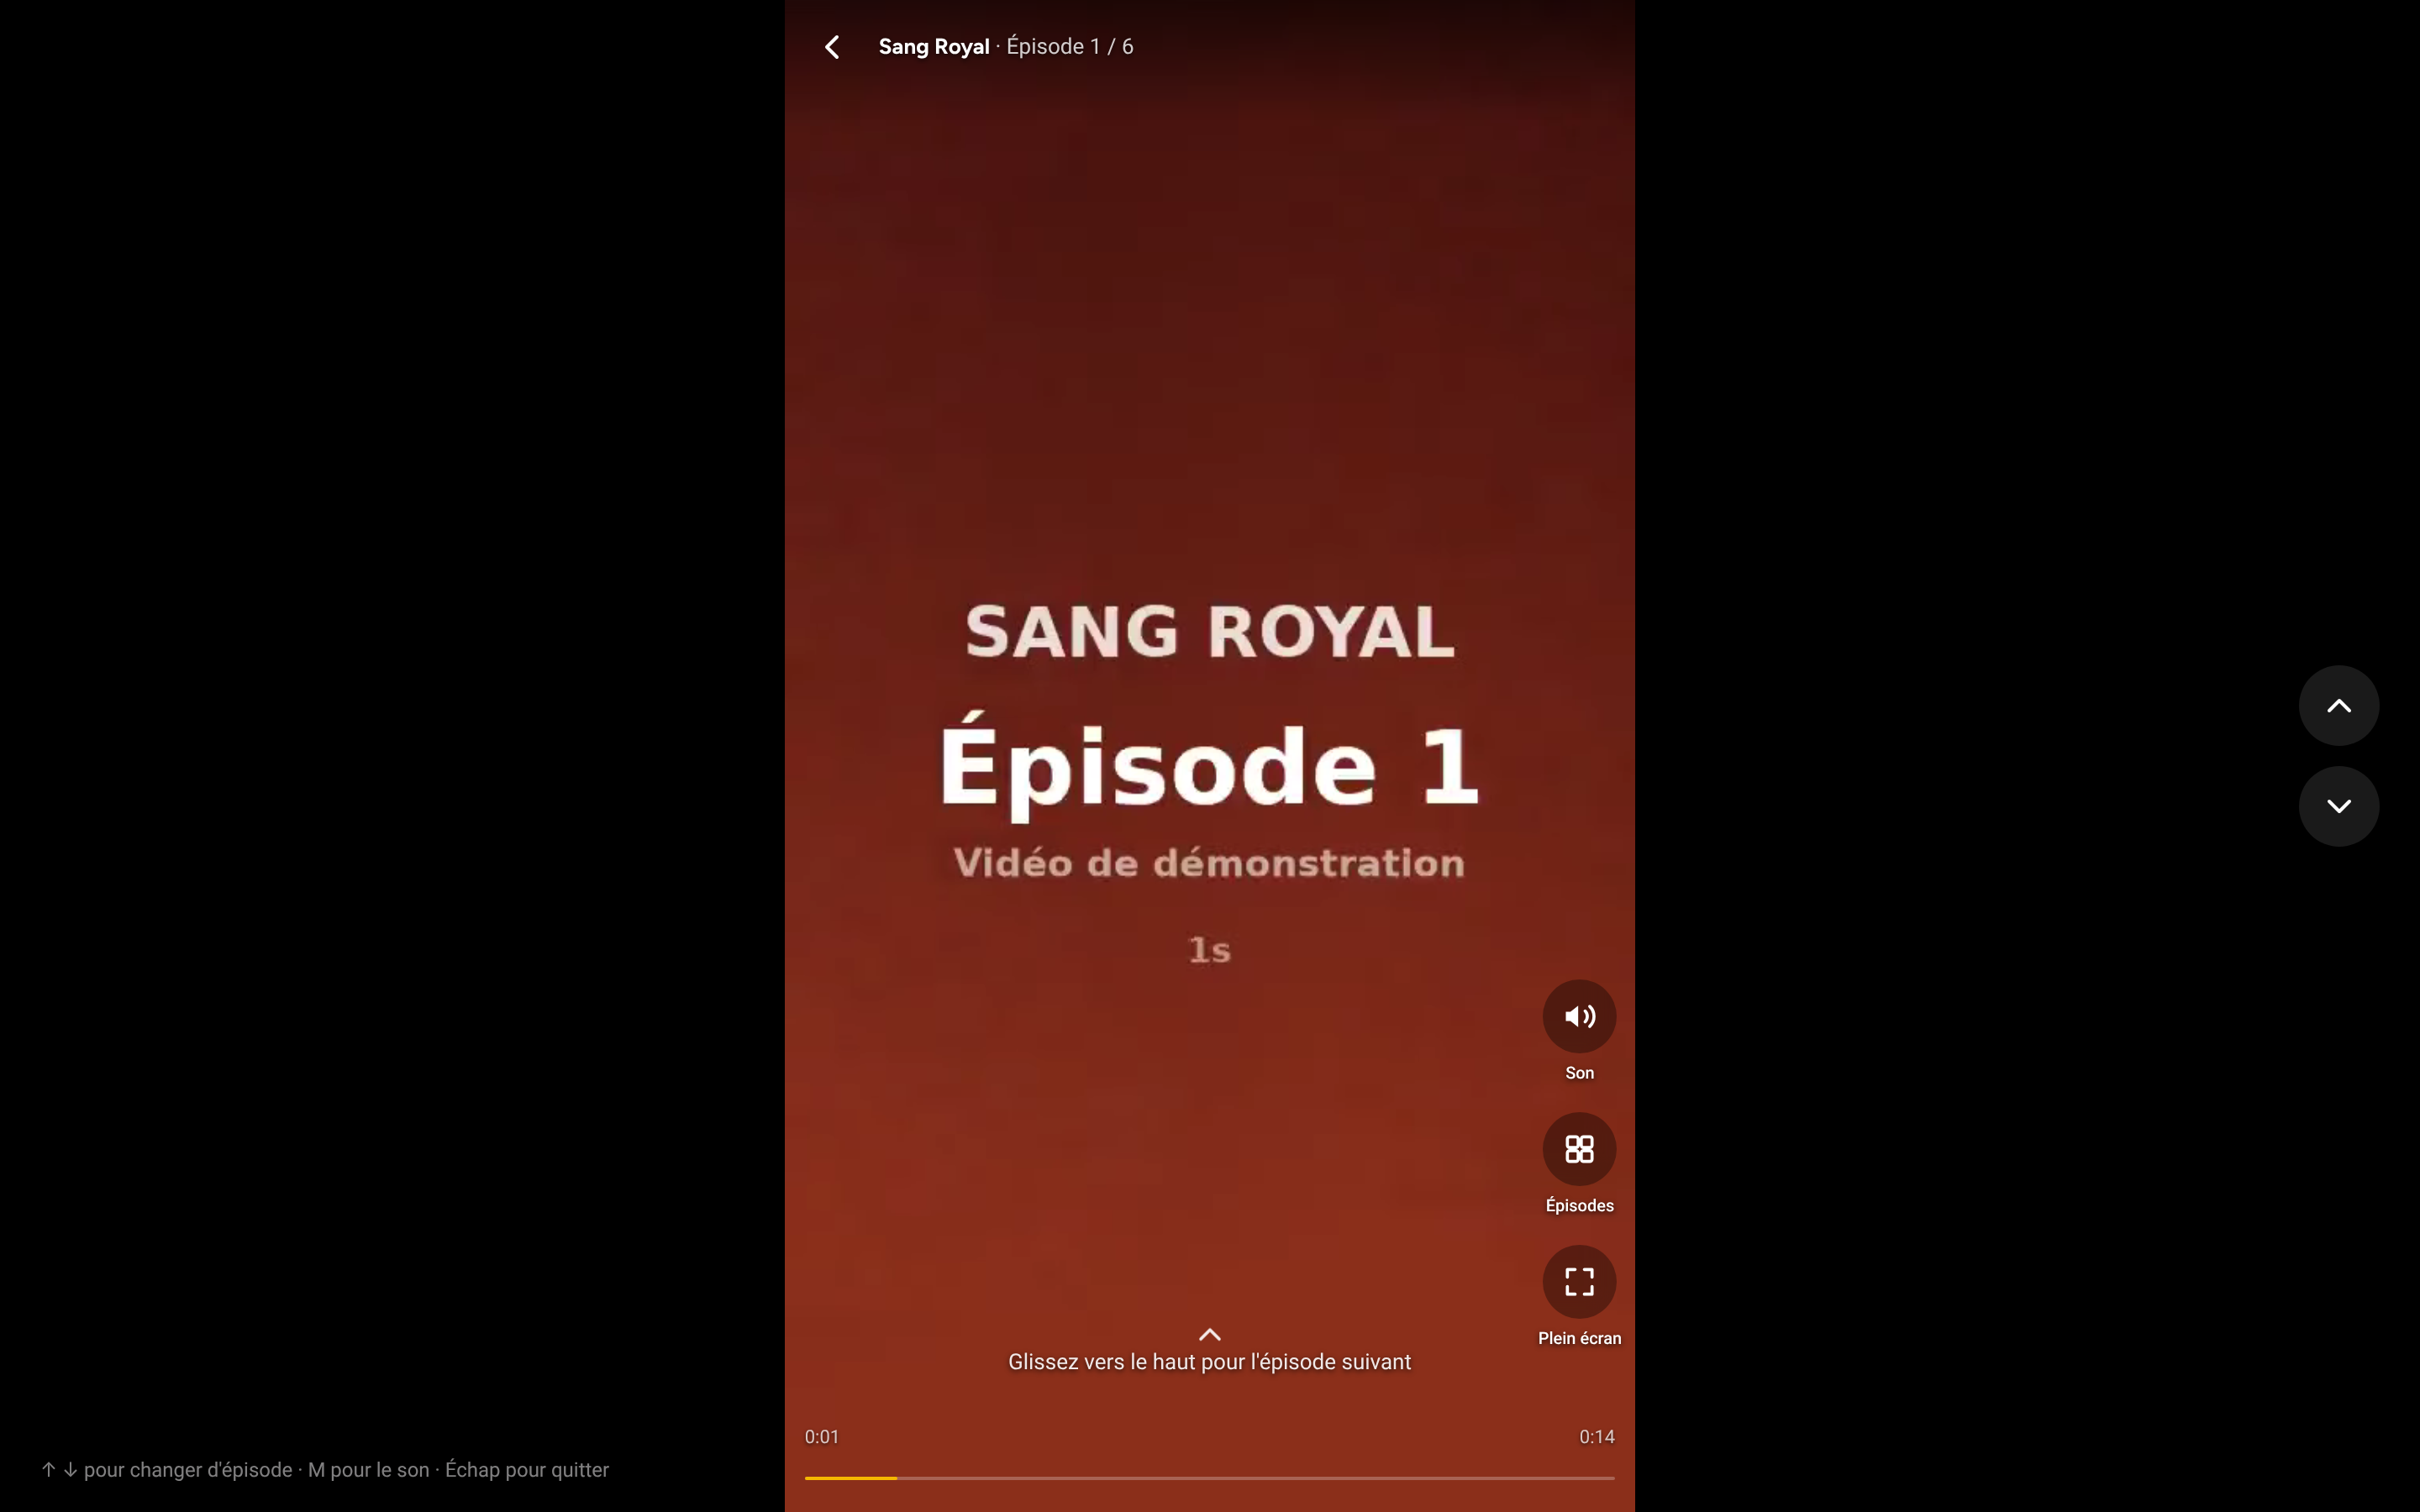 Sang Royal · Épisode 1 / 6
SANG ROYAL
Épisode 1
Vidéo de démonstration
1s
Son
Épisodes
Plein écran
Glissez vers le haut pour l'épisode suivant
0:01
0:14
↑ ↓ pour changer d'épisode · M pour le son · Échap pour quitter